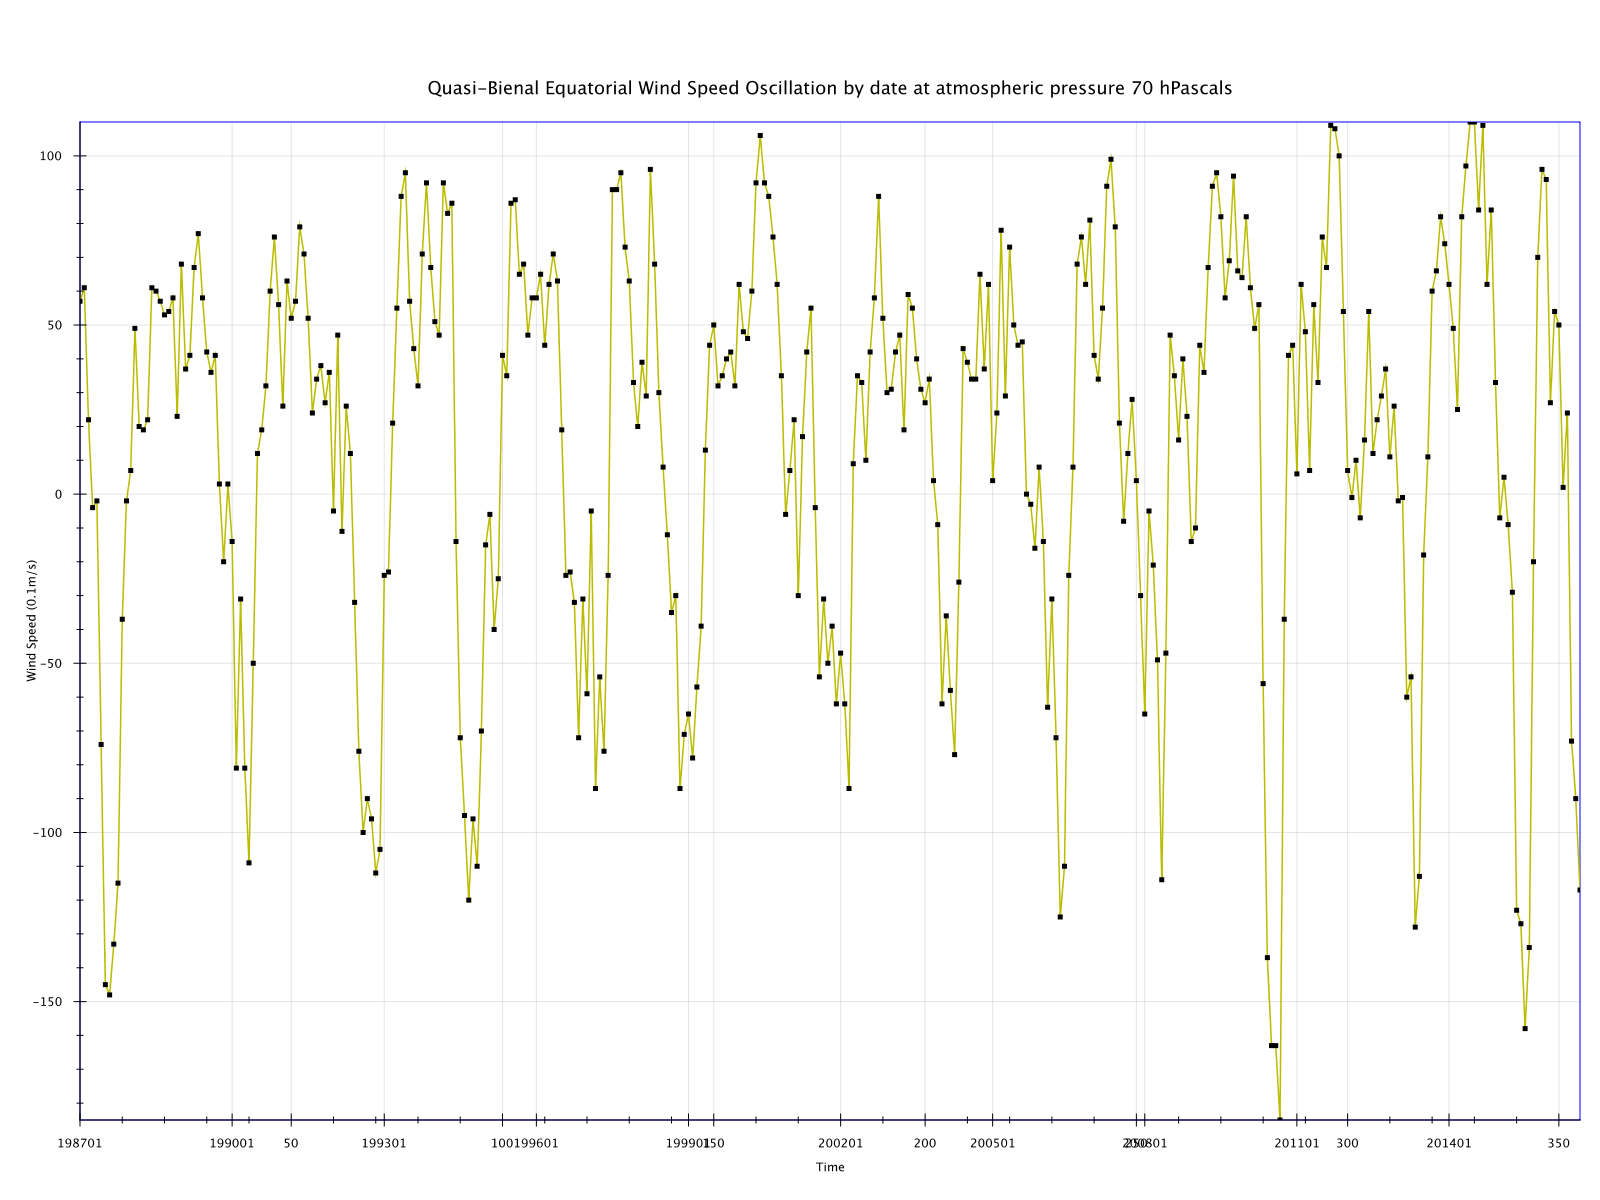 Quasi-Bienal Equatorial Wind Speed Oscillation by date at atmospheric pressure 70 hPascals
100
50
0
-50
-100
-150
Wind Speed (0.1m/s)
198701 199001 50 199301 100 199601 199901 150 200201 200 200501 250 200801 201101 300 201401 350
Time